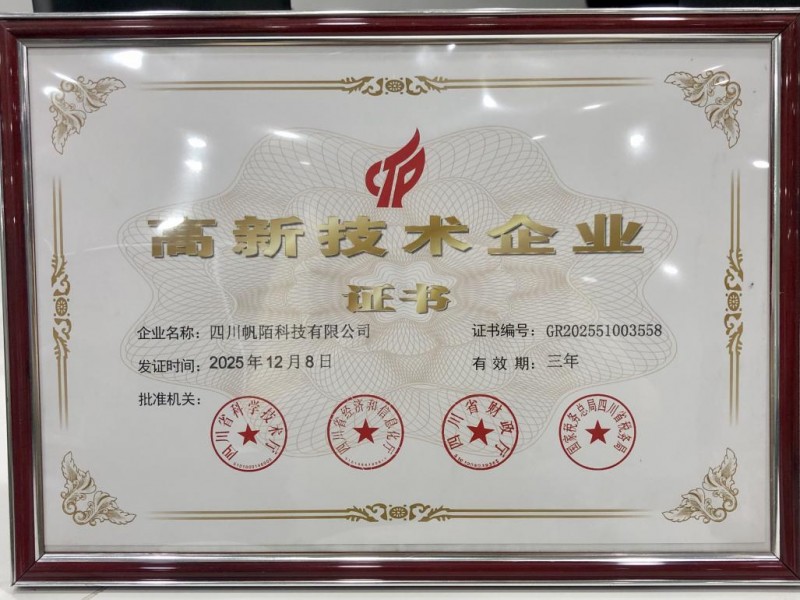 高新技术企业
证书
企业名称：四川帆陌科技有限公司
证书编号：GR202551003558
发证时间：2025年12月8日
有效期：三年
批准机关：
四川省科学技术厅
四川省经济和信息化厅
四川省财政厅
国家税务总局四川省税务局